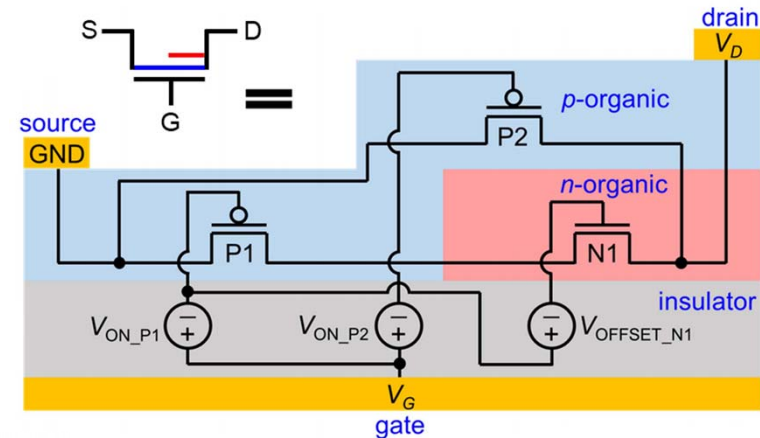 S D
G
source
GND
drain
V_D
p-organic
P2
n-organic
P1
N1
insulator
− + V_ON_P1
− + V_ON_P2
− + V_OFFSET_N1
V_G
gate